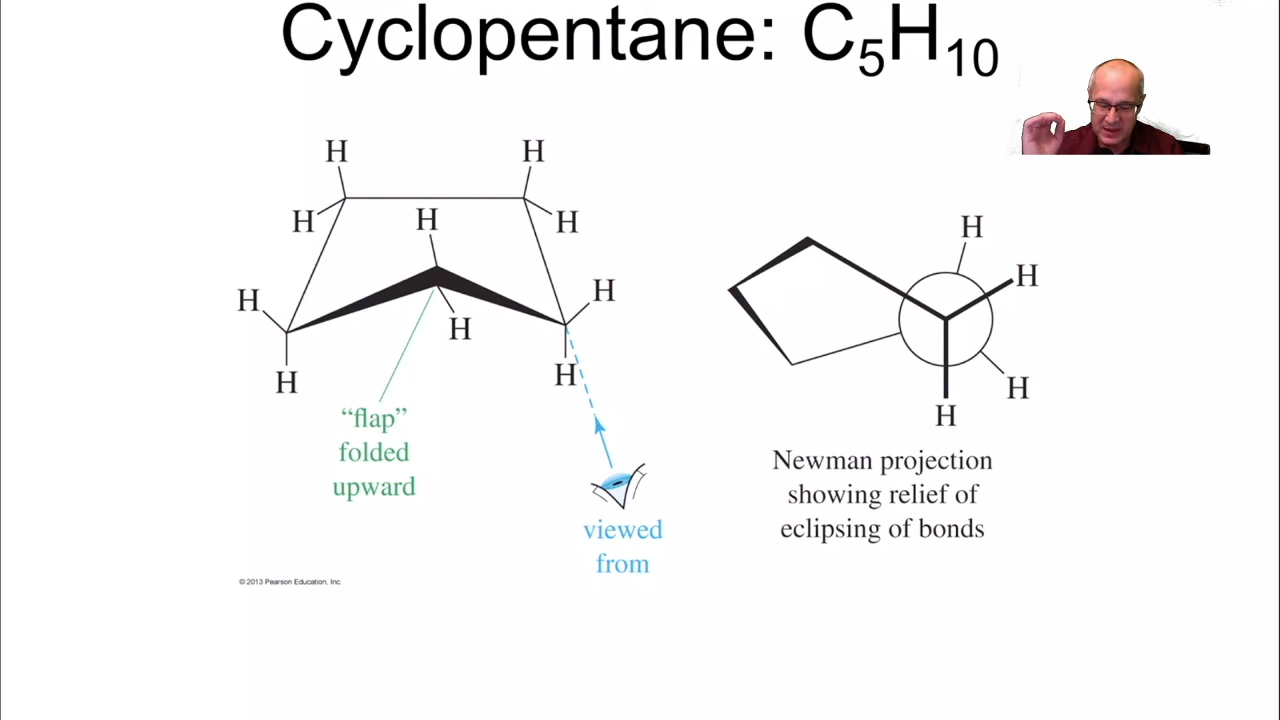 Cyclopentane: C₅H₁₀
H
H
H
H
H
H
H
H
H
H
"flap"
folded
upward
viewed
from
H
H
H
H
Newman projection
showing relief of
eclipsing of bonds
© 2013 Pearson Education, Inc.